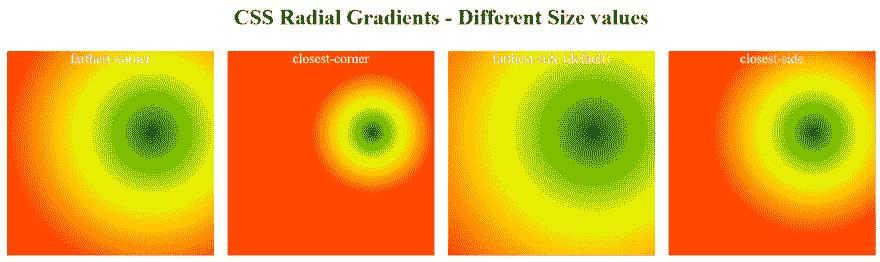 CSS Radial Gradients - Different Size values
farthest-corner
closest-corner
farthest-side (default)
closest-side